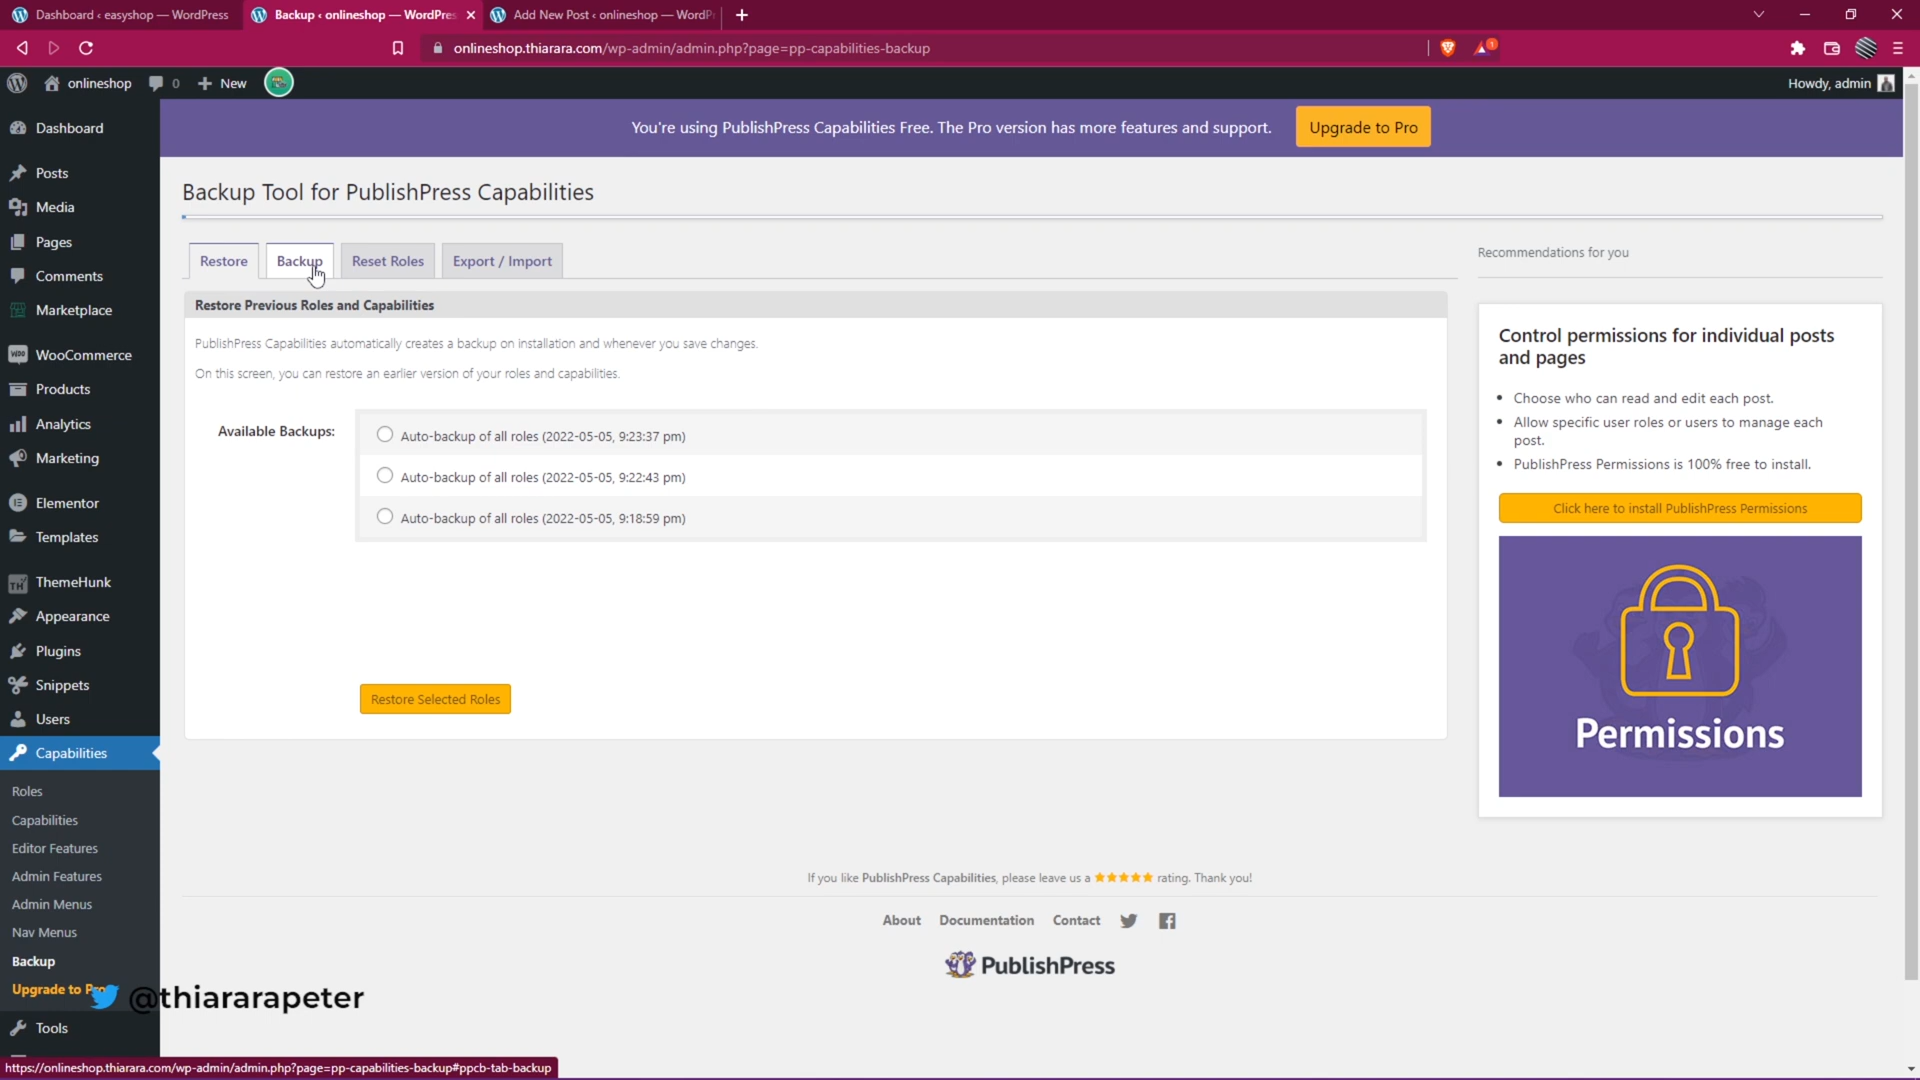 Dashboard ‹ easyshop — WordPress
Backup ‹ onlineshop — WordPres
Add New Post ‹ onlineshop — WordP
onlineshop.thiarara.com/wp-admin/admin.php?page=pp-capabilities-backup
1
onlineshop
0
New
Howdy, admin
Dashboard
Posts
Media
Pages
Comments
Marketplace
WooCommerce
Products
Analytics
Marketing
Elementor
Templates
ThemeHunk
Appearance
Plugins
Snippets
Users
Capabilities
Roles
Capabilities
Editor Features
Admin Features
Admin Menus
Nav Menus
Backup
Upgrade to Pro
Tools
You're using PublishPress Capabilities Free. The Pro version has more features and support.
Upgrade to Pro
Backup Tool for PublishPress Capabilities
Restore
Backup
Reset Roles
Export / Import
Restore Previous Roles and Capabilities
PublishPress Capabilities automatically creates a backup on installation and whenever you save changes.
On this screen, you can restore an earlier version of your roles and capabilities.
Available Backups:
Auto-backup of all roles (2022-05-05, 9:23:37 pm)
Auto-backup of all roles (2022-05-05, 9:22:43 pm)
Auto-backup of all roles (2022-05-05, 9:18:59 pm)
Restore Selected Roles
Recommendations for you
Control permissions for individual posts
and pages
Choose who can read and edit each post.
Allow specific user roles or users to manage each
post.
PublishPress Permissions is 100% free to install.
Click here to install PublishPress Permissions
Permissions
If you like PublishPress Capabilities, please leave us a ★★★★★ rating. Thank you!
About
Documentation
Contact
PublishPress
@thiararapeter
https://onlineshop.thiarara.com/wp-admin/admin.php?page=pp-capabilities-backup#ppcb-tab-backup